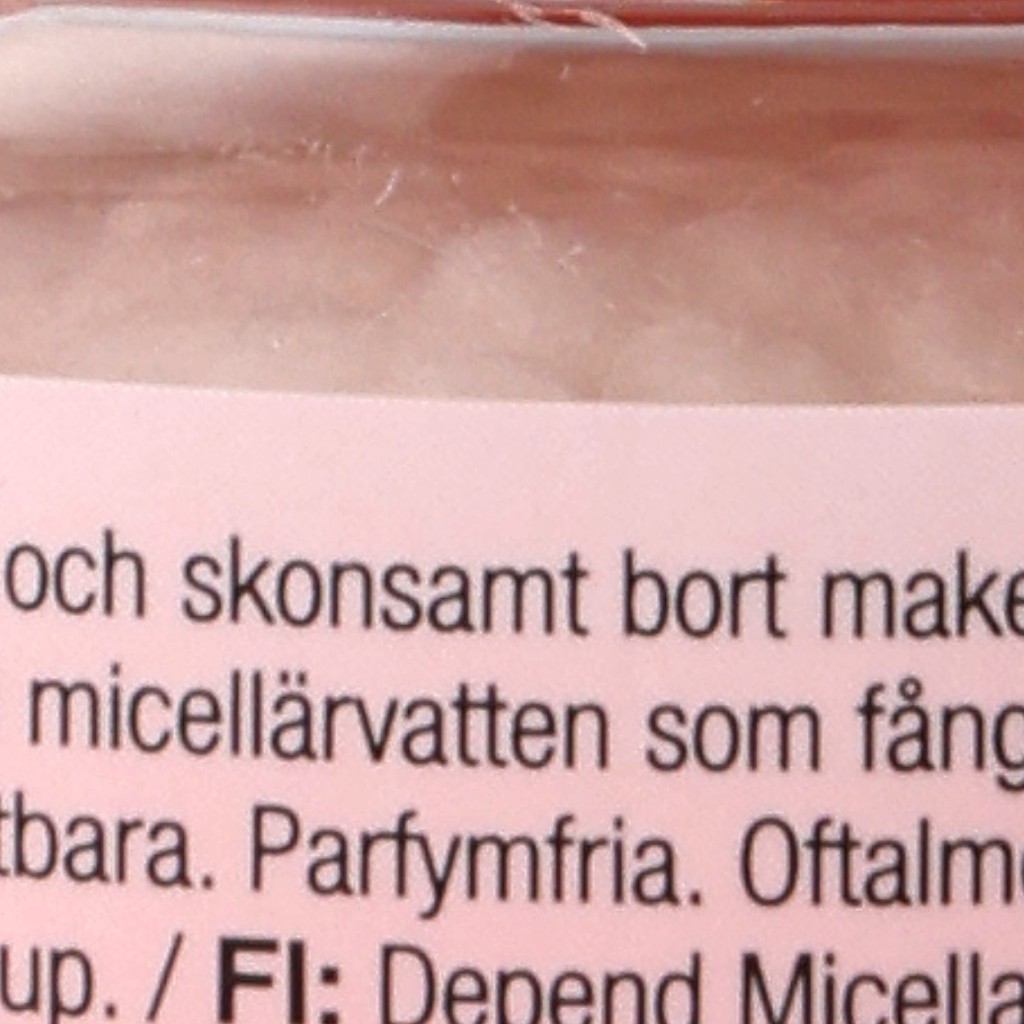 och skonsamt bort make
micellärvatten som fång
tbara. Parfymfria. Oftalm
up. / FI: Depend Micella